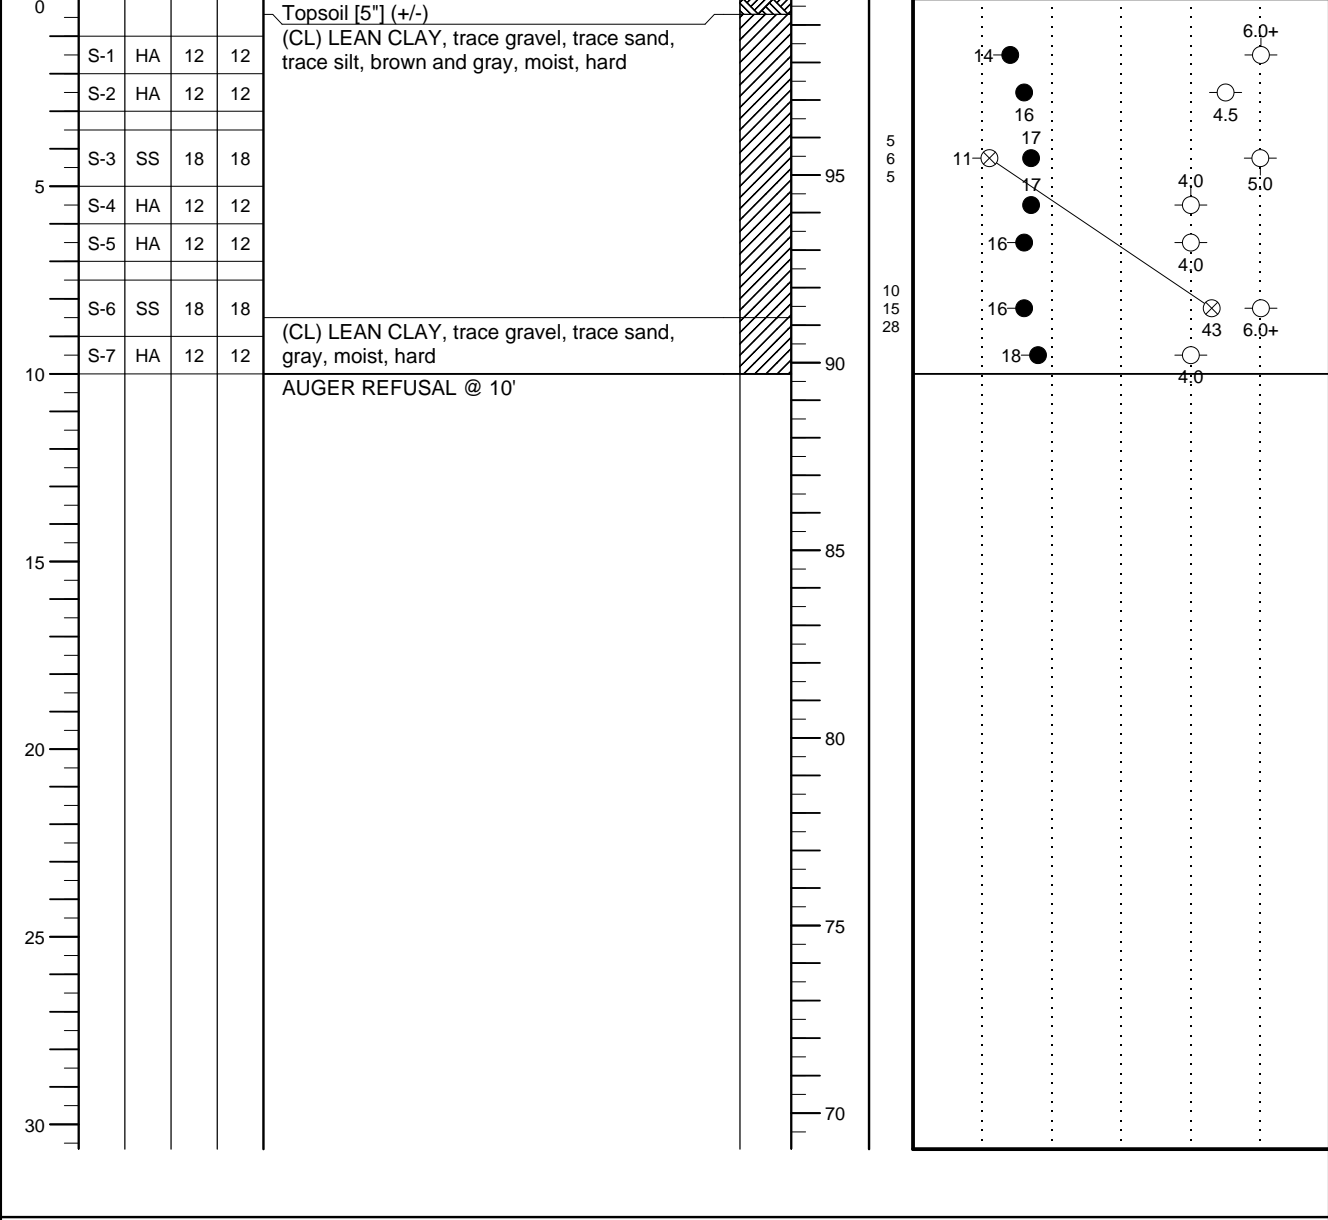 0
Topsoil [5"] (+/-)
(CL) LEAN CLAY, trace gravel, trace sand,
trace silt, brown and gray, moist, hard
6.0+
S-1 HA 12 12
14
S-2 HA 12 12
16
4.5
S-3 SS 18 18
5
6
5
17
11
5.0
5
95
S-4 HA 12 12
17
4.0
S-5 HA 12 12
16
4.0
S-6 SS 18 18
10
15
28
16
43
6.0+
(CL) LEAN CLAY, trace gravel, trace sand,
gray, moist, hard
S-7 HA 12 12
90
18
4.0
10
AUGER REFUSAL @ 10'
85
15
80
20
75
25
70
30